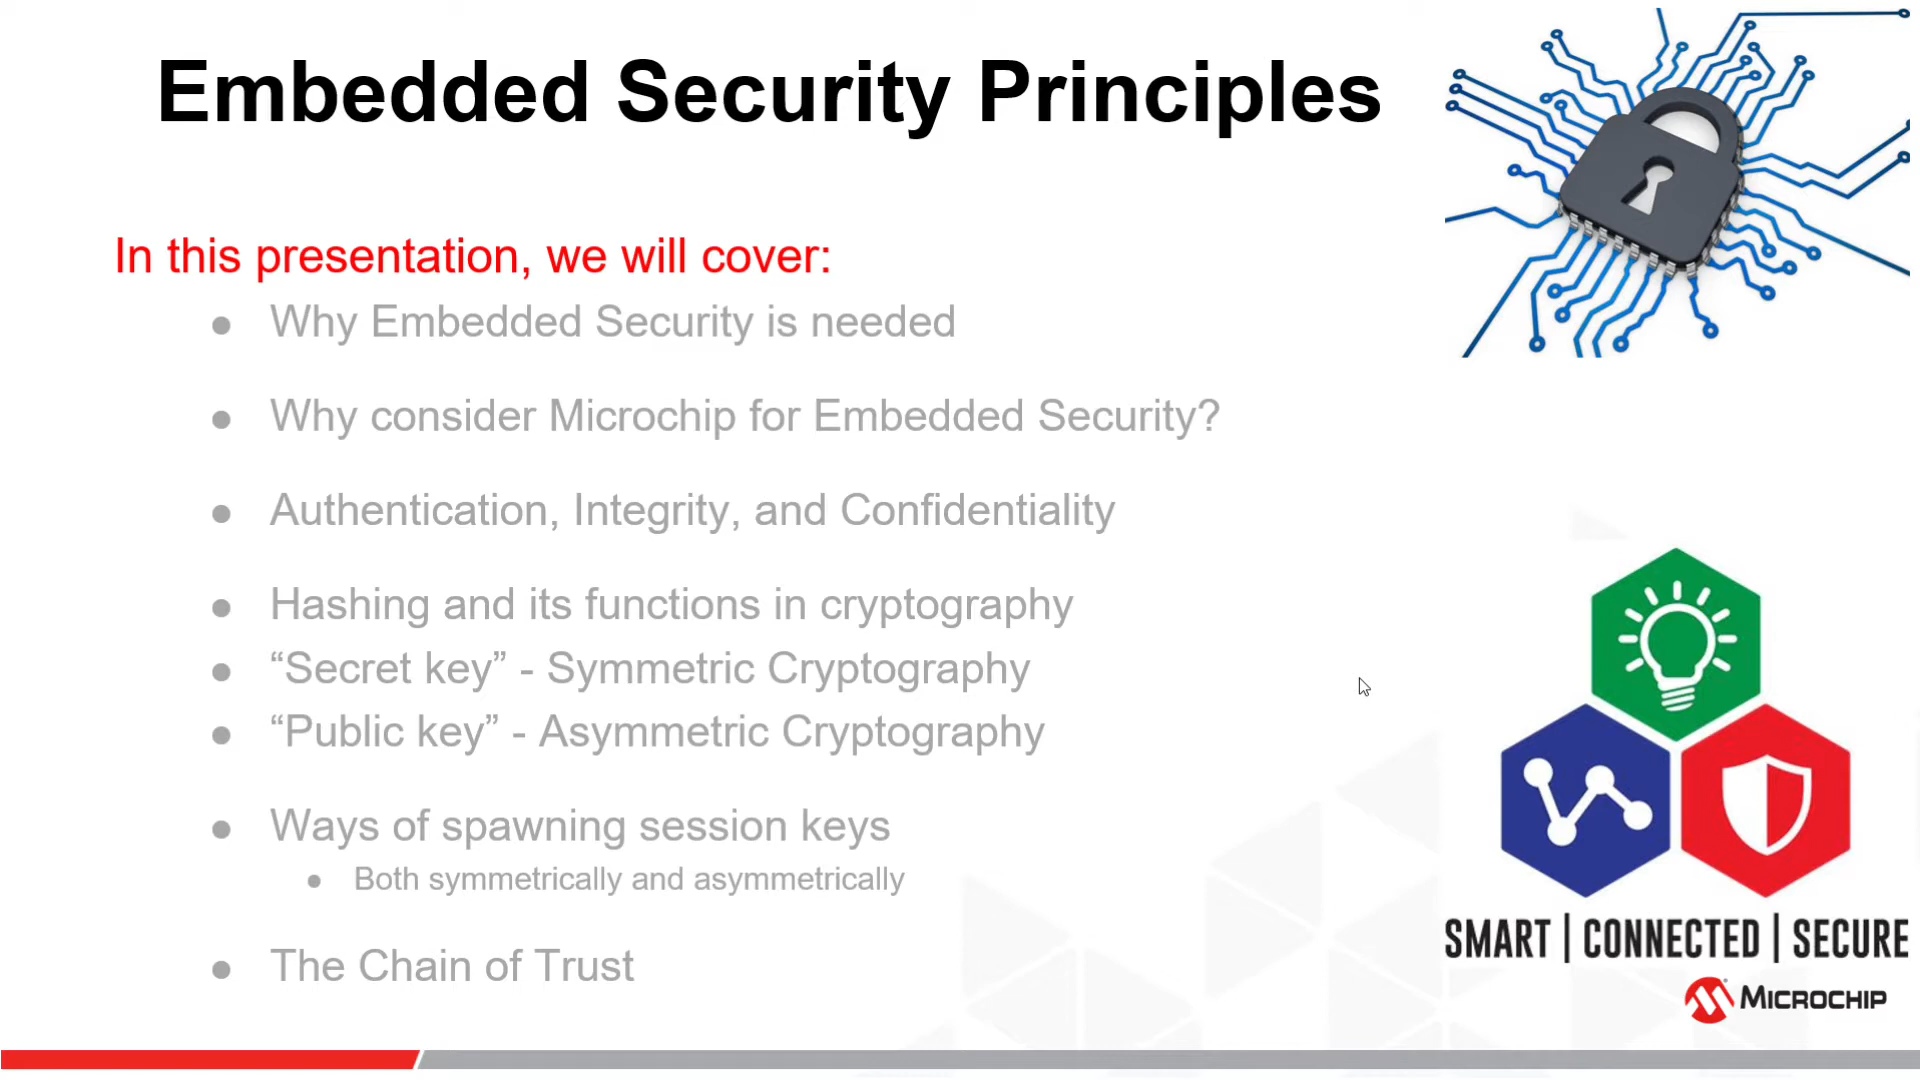 Embedded Security Principles
In this presentation, we will cover:
● Why Embedded Security is needed
● Why consider Microchip for Embedded Security?
● Authentication, Integrity, and Confidentiality
● Hashing and its functions in cryptography
● “Secret key” - Symmetric Cryptography
● “Public key” - Asymmetric Cryptography
● Ways of spawning session keys
● Both symmetrically and asymmetrically
● The Chain of Trust
SMART | CONNECTED | SECURE
MICROCHIP